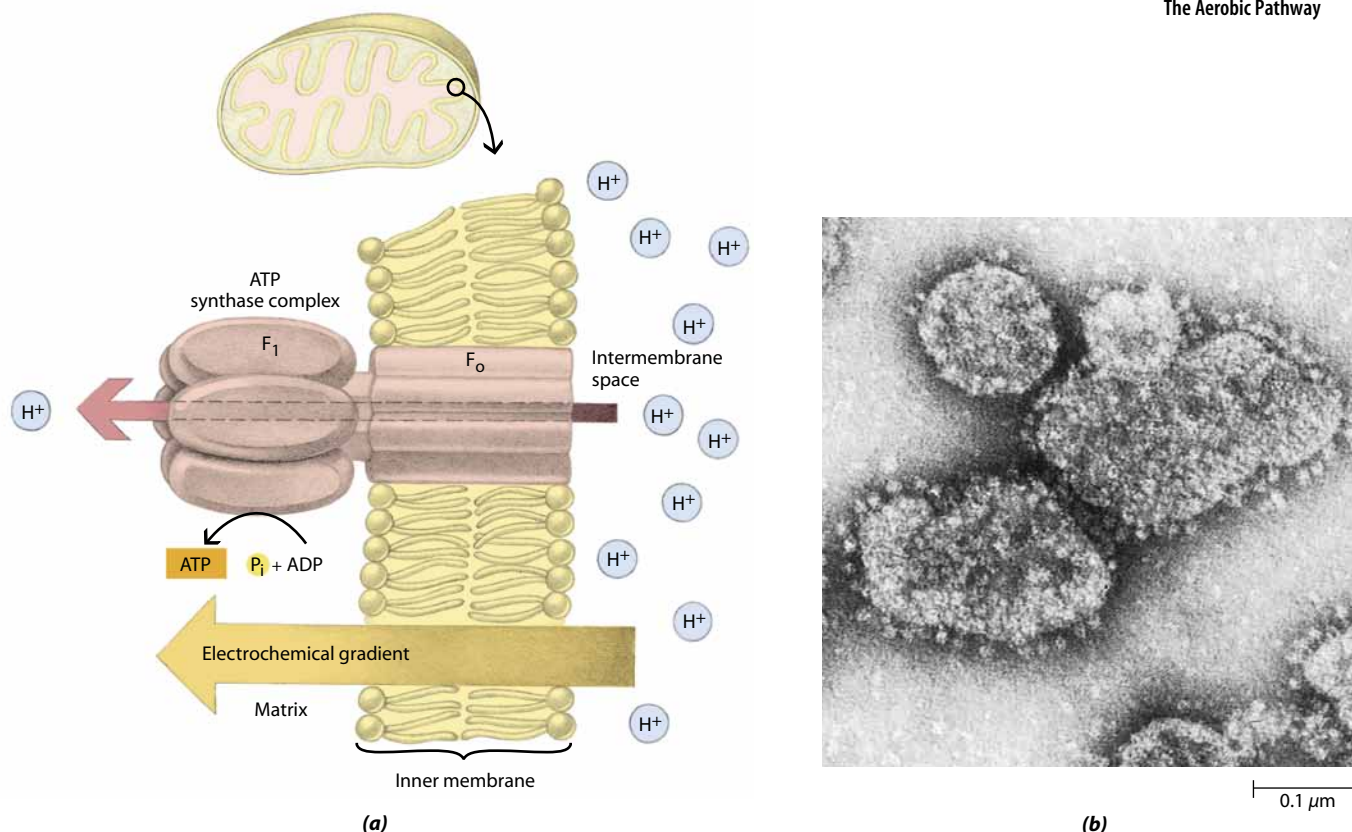 The Aerobic Pathway
H+
H+
H+
ATP
synthase complex
H+
F1
Fo
Intermembrane
space
H+
H+
H+
H+
ATP
Pi + ADP
H+
H+
Electrochemical gradient
Matrix
H+
Inner membrane
0.1 µm
(a)
(b)